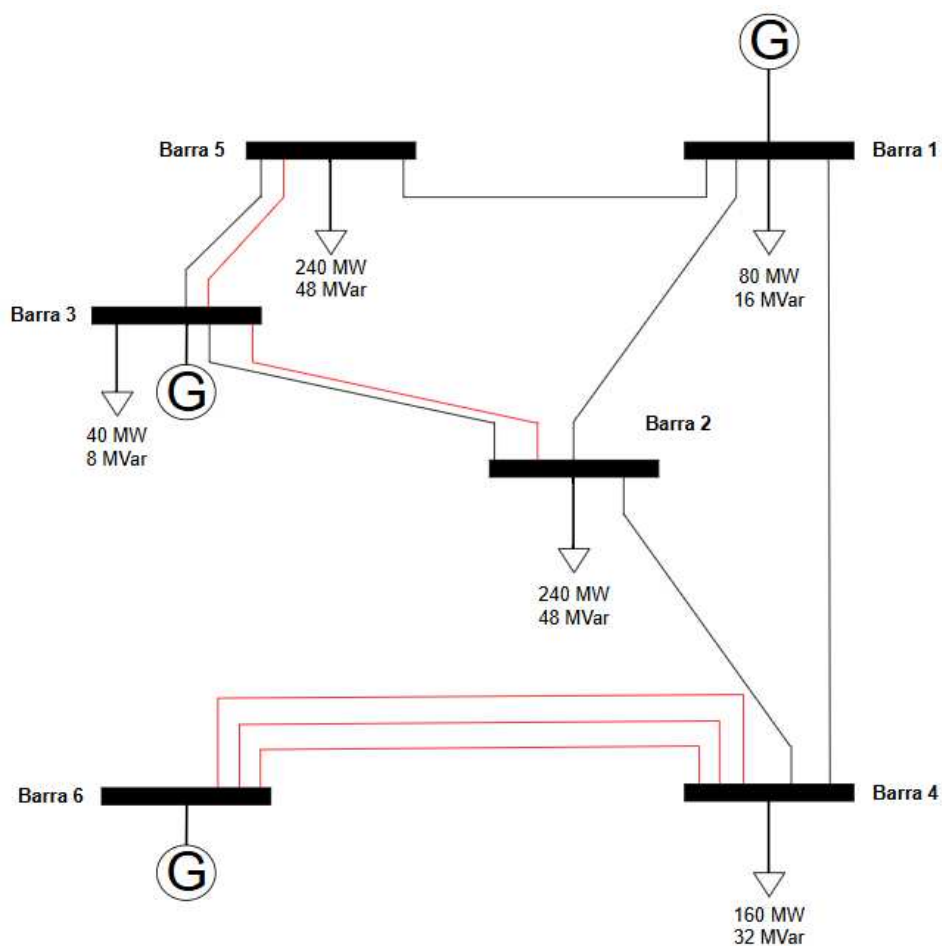 G
Barra 5
Barra 1
240 MW
48 MVar
80 MW
16 MVar
Barra 3
G
40 MW
8 MVar
Barra 2
240 MW
48 MVar
Barra 6
Barra 4
G
160 MW
32 MVar